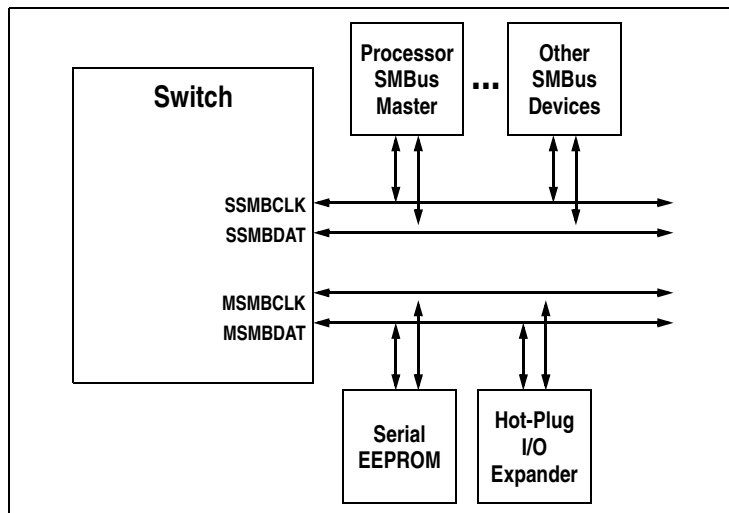 Switch
Processor
SMBus
Master
...
Other
SMBus
Devices
SSMBCLK
SSMBDAT
MSMBCLK
MSMBDAT
Serial
EEPROM
Hot-Plug
I/O
Expander